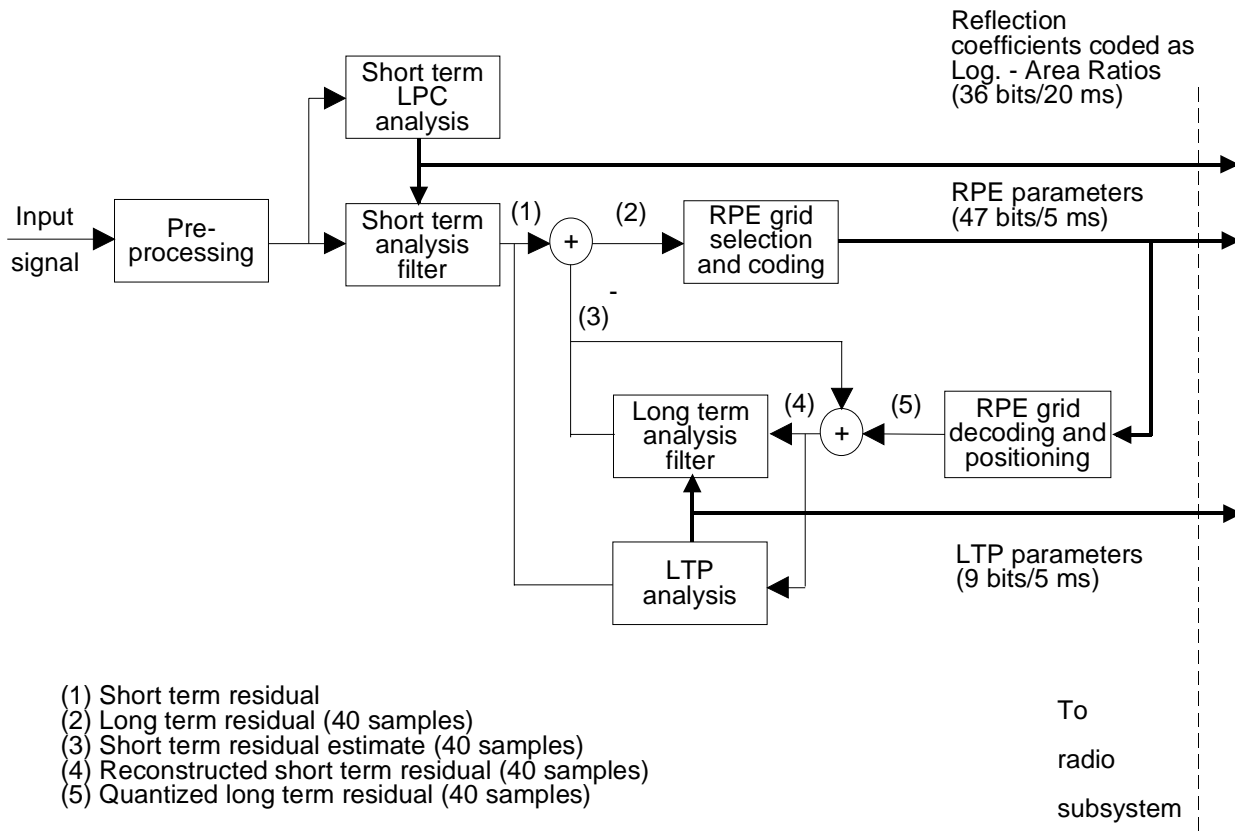 Reflection
coefficients coded as
Log. - Area Ratios
(36 bits/20 ms)
Short term
LPC
analysis
Input
signal
Pre-
processing
Short term
analysis
filter
(1)
+
(2)
RPE grid
selection
and coding
RPE parameters
(47 bits/5 ms)
-
(3)
Long term
analysis
filter
(4)
+
(5)
RPE grid
decoding and
positioning
LTP
analysis
LTP parameters
(9 bits/5 ms)
(1) Short term residual
(2) Long term residual (40 samples)
(3) Short term residual estimate (40 samples)
(4) Reconstructed short term residual (40 samples)
(5) Quantized long term residual (40 samples)
To
radio
subsystem